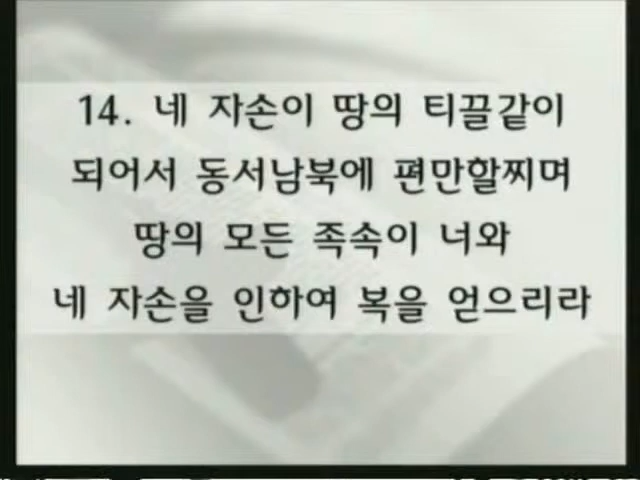 14. 네 자손이 땅의 티끌같이
되어서 동서남북에 편만할찌며
땅의 모든 족속이 너와
네 자손을 인하여 복을 얻으리라